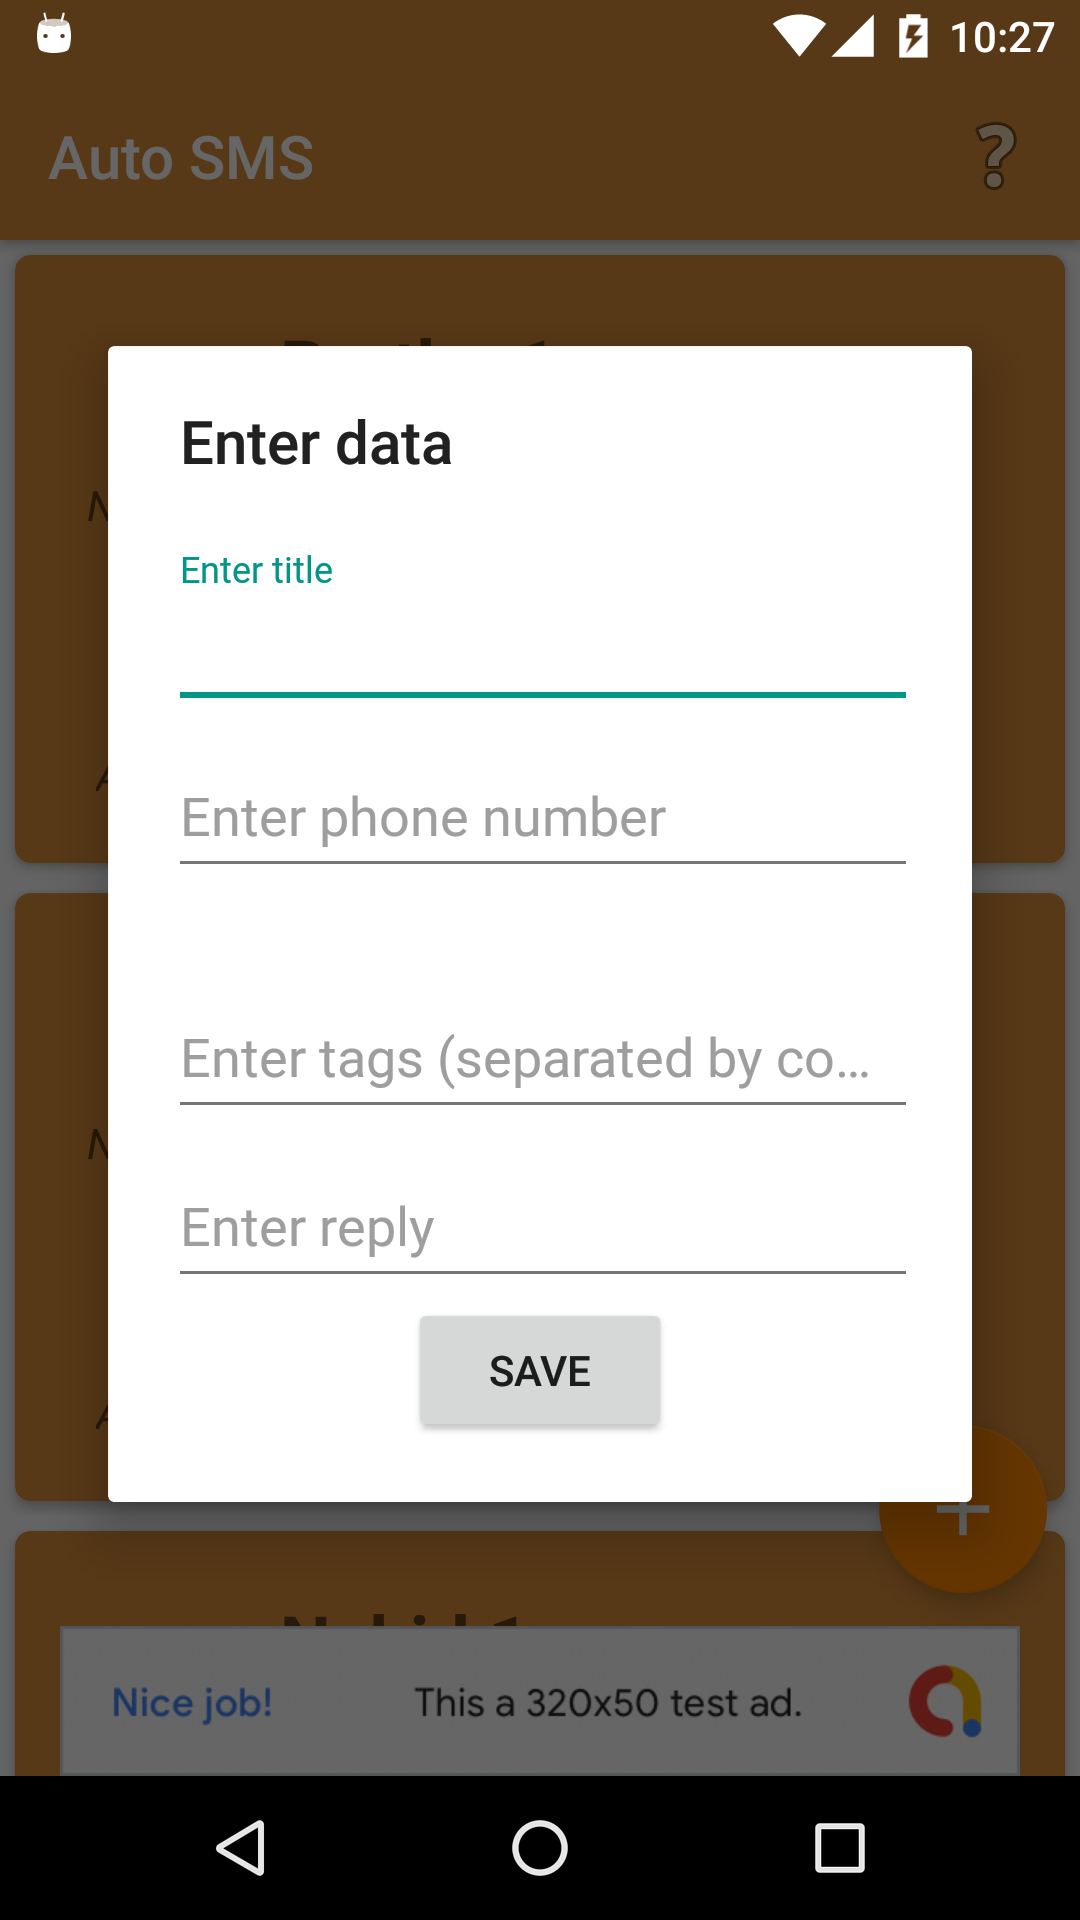 10:27
Auto SMS
Enter data
Enter title
Enter phone number
Enter tags (separated by co...
Enter reply
SAVE
Nice job!
This a 320x50 test ad.